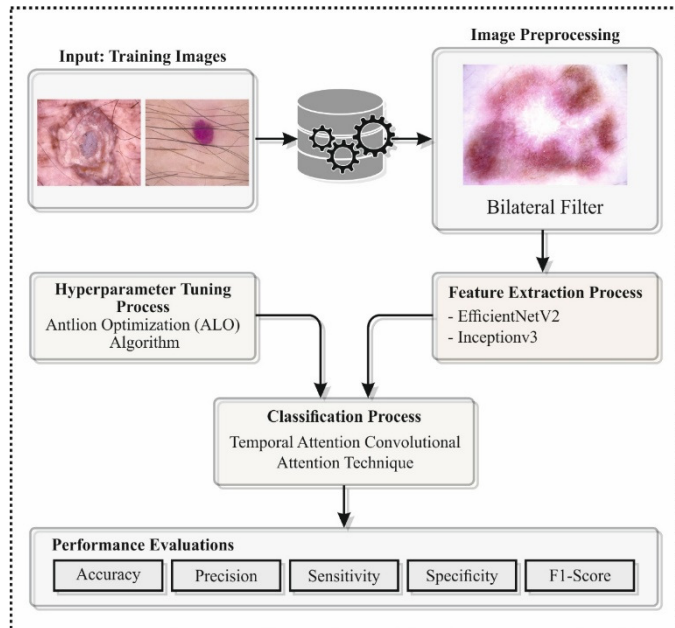 Input: Training Images
Image Preprocessing
Bilateral Filter
Hyperparameter Tuning
Process
Antlion Optimization (ALO)
Algorithm
Feature Extraction Process
- EfficientNetV2
- Inceptionv3
Classification Process
Temporal Attention Convolutional
Attention Technique
Performance Evaluations
Accuracy
Precision
Sensitivity
Specificity
F1-Score